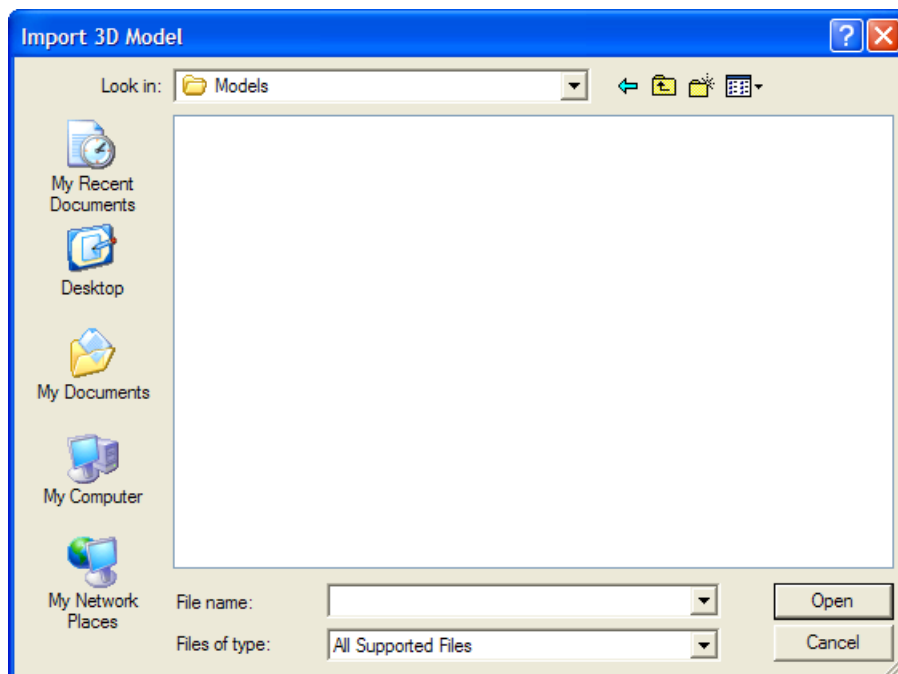 Import 3D Model
Look in:
Models
My Recent
Documents
Desktop
My Documents
My Computer
My Network
Places
File name:
Open
Files of type:
All Supported Files
Cancel